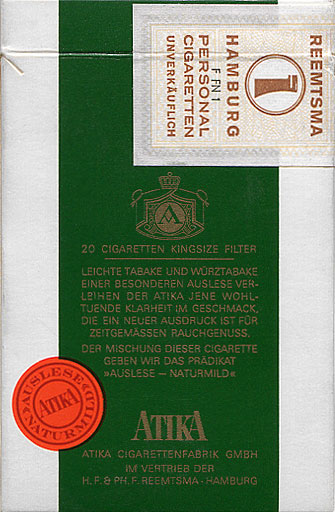 REEMTSMA
HAMBURG
F FN 1
PERSONAL
CIGARETTEN
UNVERKÄUFLICH
A
20 CIGARETTEN KINGSIZE FILTER
LEICHTE TABAKE UND WÜRZTABAKE
EINER BESONDEREN AUSLESE VER-
LEIHEN DER ATIKA JENE WOHL-
TUENDE KLARHEIT IM GESCHMACK,
DIE EIN NEUER AUSDRUCK IST FÜR
ZEITGEMÄSSEN RAUCHGENUSS.
DER MISCHUNG DIESER CIGARETTE
GEBEN WIR DAS PRÄDIKAT
»AUSLESE – NATURMILD«
AUSLESE
ATIKA
NATURMILD
ATIKA
ATIKA CIGARETTENFABRIK GMBH
IM VERTRIEB DER
H. F. & PH. F. REEMTSMA · HAMBURG